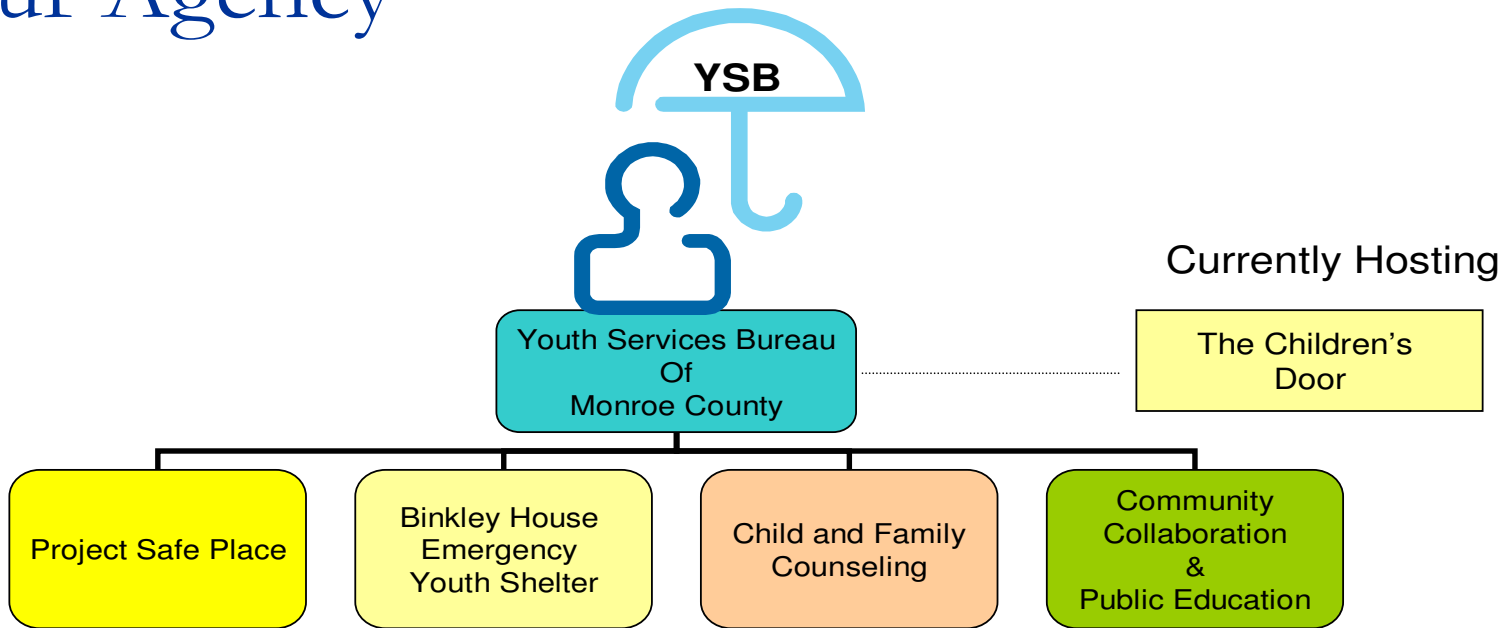 Agency
YSB
Currently Hosting
Youth Services Bureau
Of
Monroe County
The Children's
Door
Project Safe Place
Binkley House
Emergency
Youth Shelter
Child and Family
Counseling
Community
Collaboration
&
Public Education